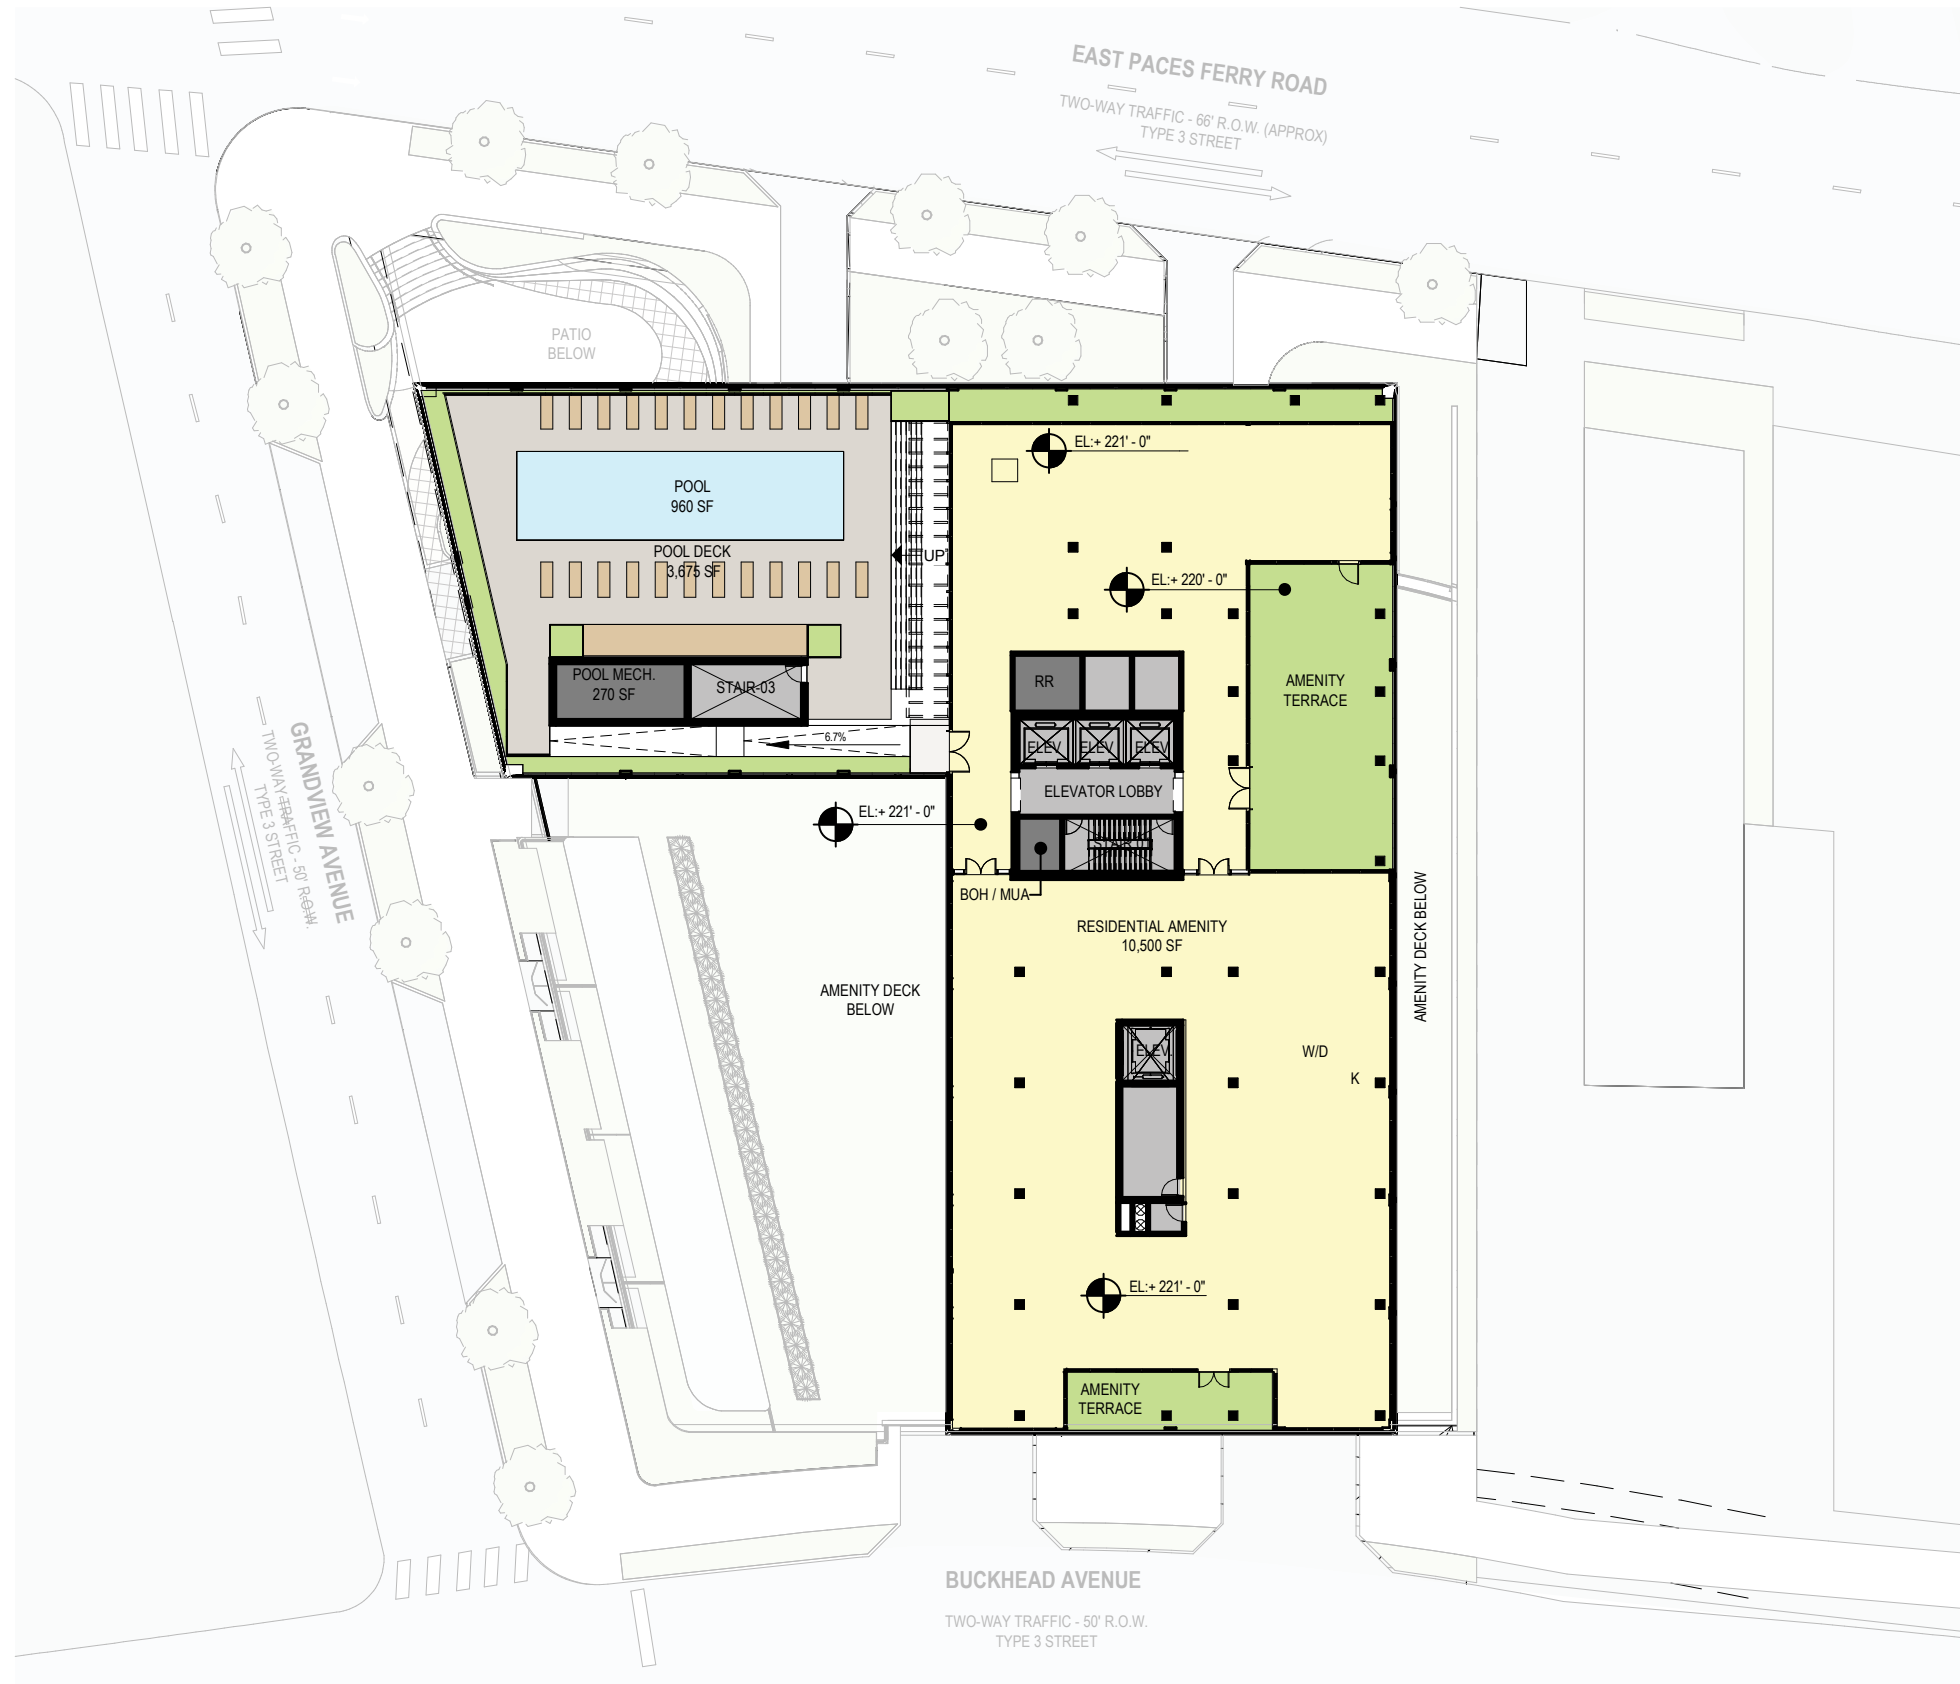 EAST PACES FERRY ROAD
TWO-WAY TRAFFIC - 66' R.O.W. (APPROX)
TYPE 3 STREET
PATIO
BELOW
EL:+ 221' - 0"
POOL
960 SF
POOL DECK
3,675 SF
UP
EL:+ 220' - 0"
POOL MECH.
270 SF
STAIR-03
RR
AMENITY
TERRACE
6.7%
ELEV.
ELEV.
ELEV.
ELEVATOR LOBBY
EL:+ 221' - 0"
GRANDVIEW AVENUE
TWO-WAY TRAFFIC - 50' R.O.W.
TYPE 3 STREET
BOH / MUA
RESIDENTIAL AMENITY
10,500 SF
AMENITY DECK BELOW
AMENITY DECK
BELOW
ELEV.
W/D
K
EL:+ 221' - 0"
AMENITY
TERRACE
BUCKHEAD AVENUE
TWO-WAY TRAFFIC - 50' R.O.W.
TYPE 3 STREET